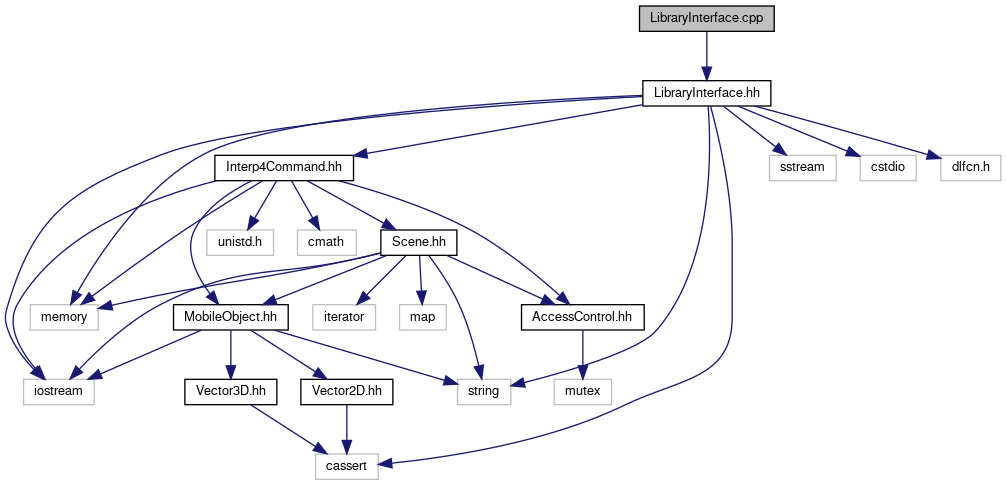 LibraryInterface.cpp
LibraryInterface.hh
Interp4Command.hh
sstream
cstdio
dlfcn.h
unistd.h
cmath
Scene.hh
memory
MobileObject.hh
iterator
map
AccessControl.hh
iostream
Vector3D.hh
Vector2D.hh
string
mutex
cassert